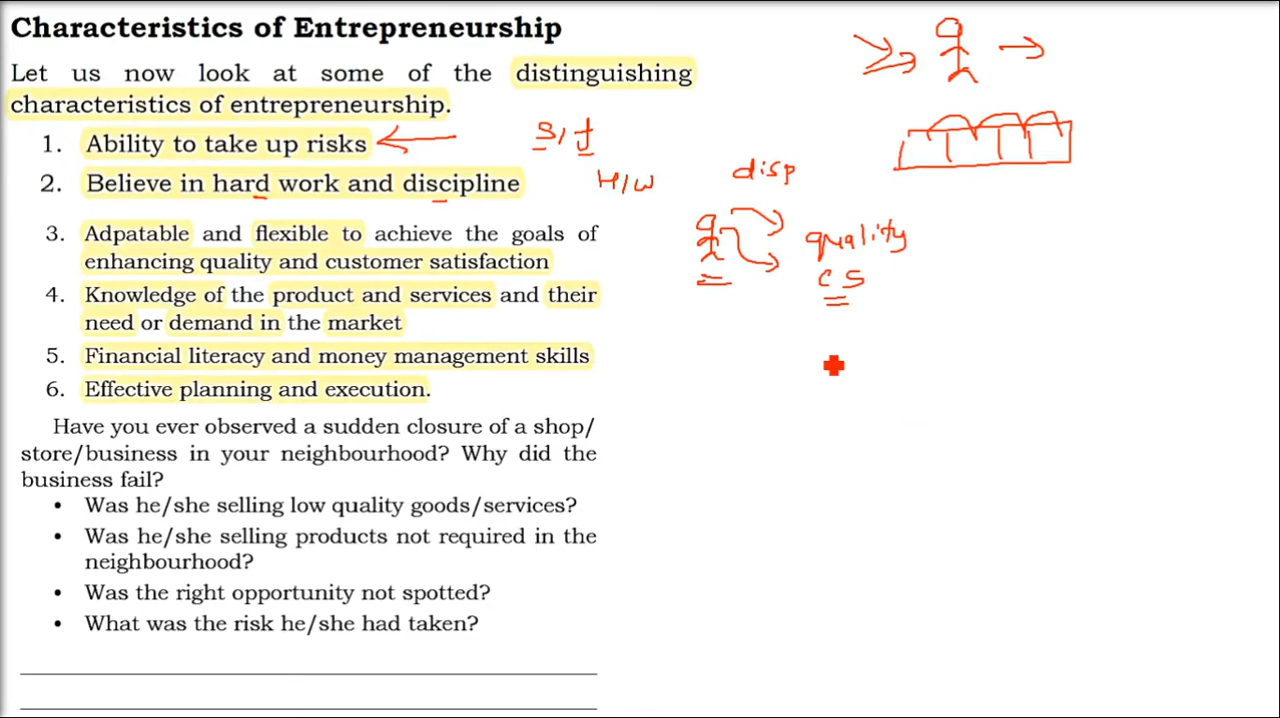 Characteristics of Entrepreneurship
Let us now look at some of the distinguishing
characteristics of entrepreneurship.
1. Ability to take up risks
S/f
2. Believe in hard work and discipline
H/W
disp
3. Adpatable and flexible to achieve the goals of
enhancing quality and customer satisfaction
quality
CS
4. Knowledge of the product and services and their
need or demand in the market
5. Financial literacy and money management skills
6. Effective planning and execution.
Have you ever observed a sudden closure of a shop/
store/business in your neighbourhood? Why did the
business fail?
• Was he/she selling low quality goods/services?
• Was he/she selling products not required in the
neighbourhood?
• Was the right opportunity not spotted?
• What was the risk he/she had taken?